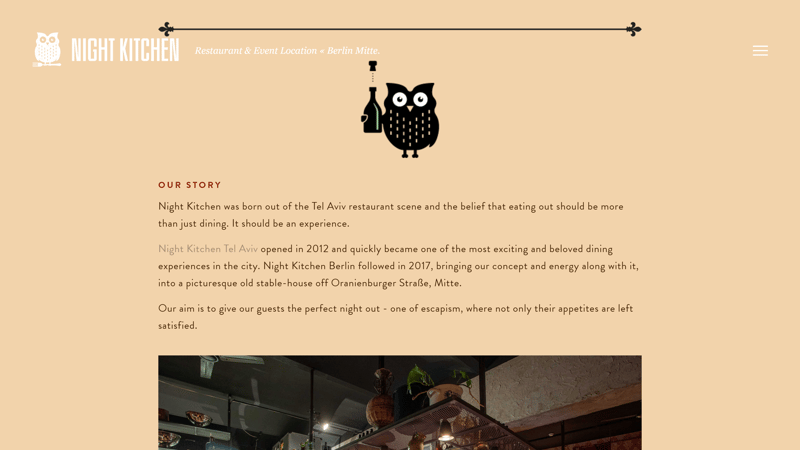 NIGHT KITCHEN
Restaurant & Event Location « Berlin Mitte.
OUR STORY
Night Kitchen was born out of the Tel Aviv restaurant scene and the belief that eating out should be more
than just dining. It should be an experience.
Night Kitchen Tel Aviv opened in 2012 and quickly became one of the most exciting and beloved dining
experiences in the city. Night Kitchen Berlin followed in 2017, bringing our concept and energy along with it,
into a picturesque old stable-house off Oranienburger Straße, Mitte.
Our aim is to give our guests the perfect night out - one of escapism, where not only their appetites are left
satisfied.